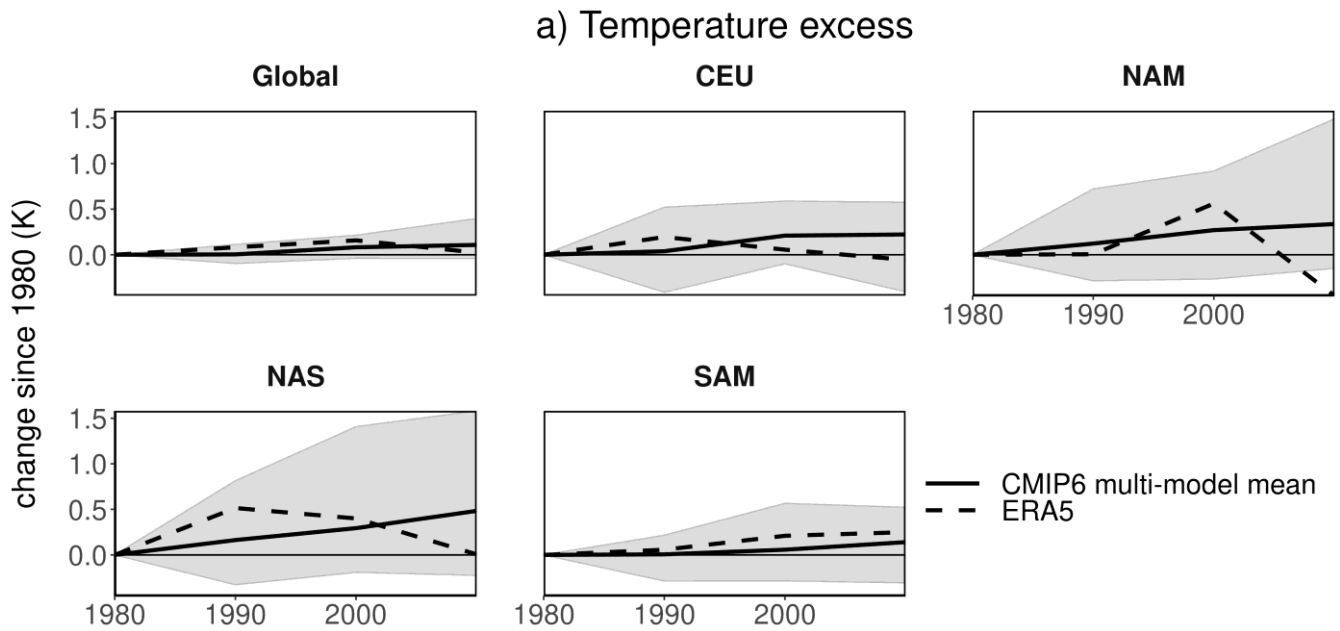 a) Temperature excess
Global
CEU
NAM
change since 1980 (K)
1.5
1.0
0.5
0.0
1980
1990
2000
NAS
SAM
1.5
1.0
0.5
0.0
1980
1990
2000
1980
1990
2000
CMIP6 multi-model mean
ERA5